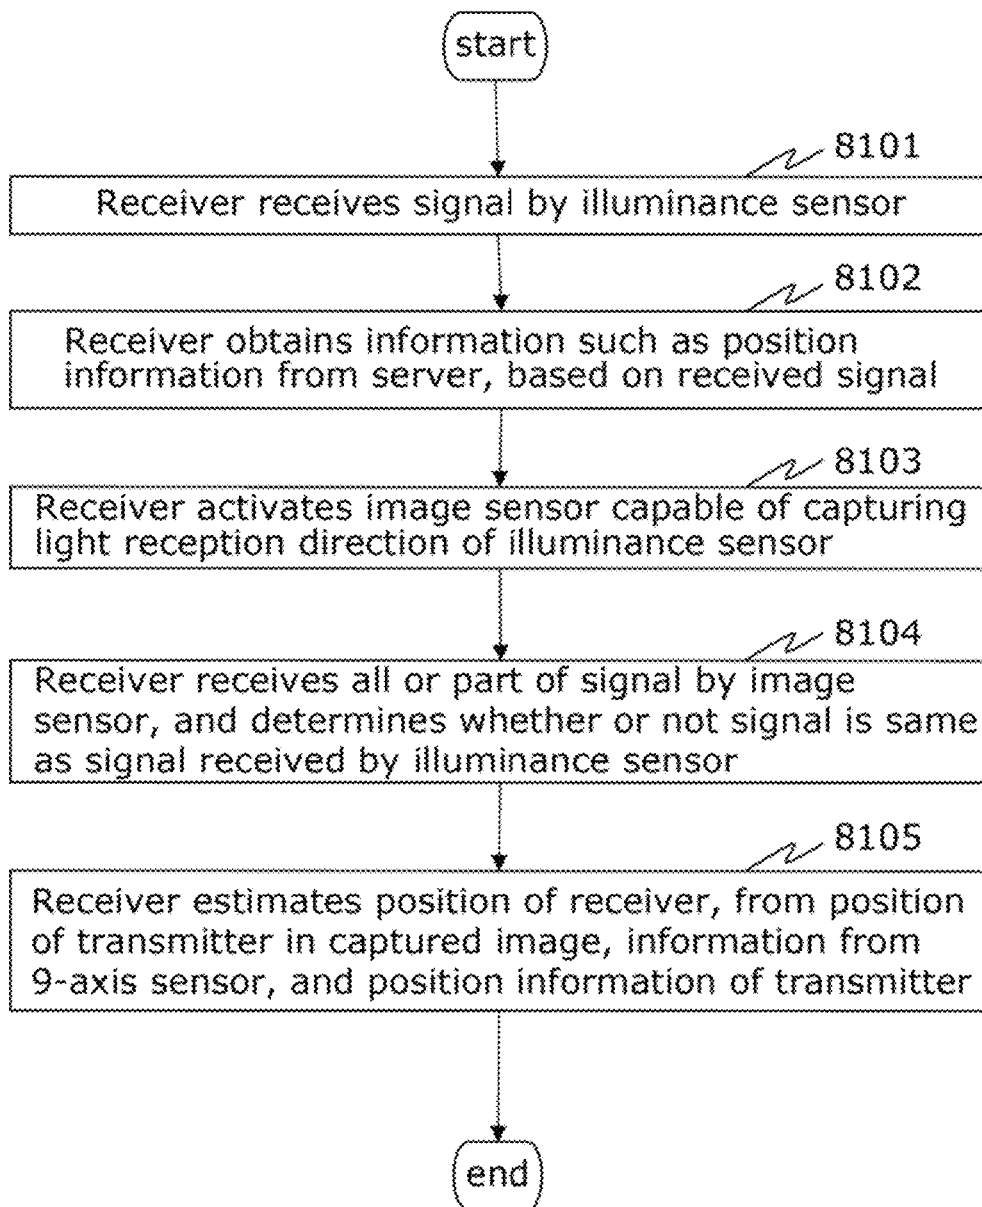 start
8101
Receiver receives signal by illuminance sensor
8102
Receiver obtains information such as position
information from server, based on received signal
8103
Receiver activates image sensor capable of capturing
light reception direction of illuminance sensor
8104
Receiver receives all or part of signal by image
sensor, and determines whether or not signal is same
as signal received by illuminance sensor
8105
Receiver estimates position of receiver, from position
of transmitter in captured image, information from
9-axis sensor, and position information of transmitter
end